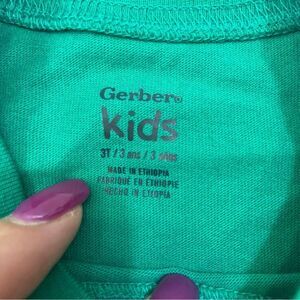 Gerber®
kids
3T / 3 ans / 3 años
MADE IN ETHIOPIA
FABRIQUÉ EN ÉTHIOPIE
HECHO EN ETIOPÍA